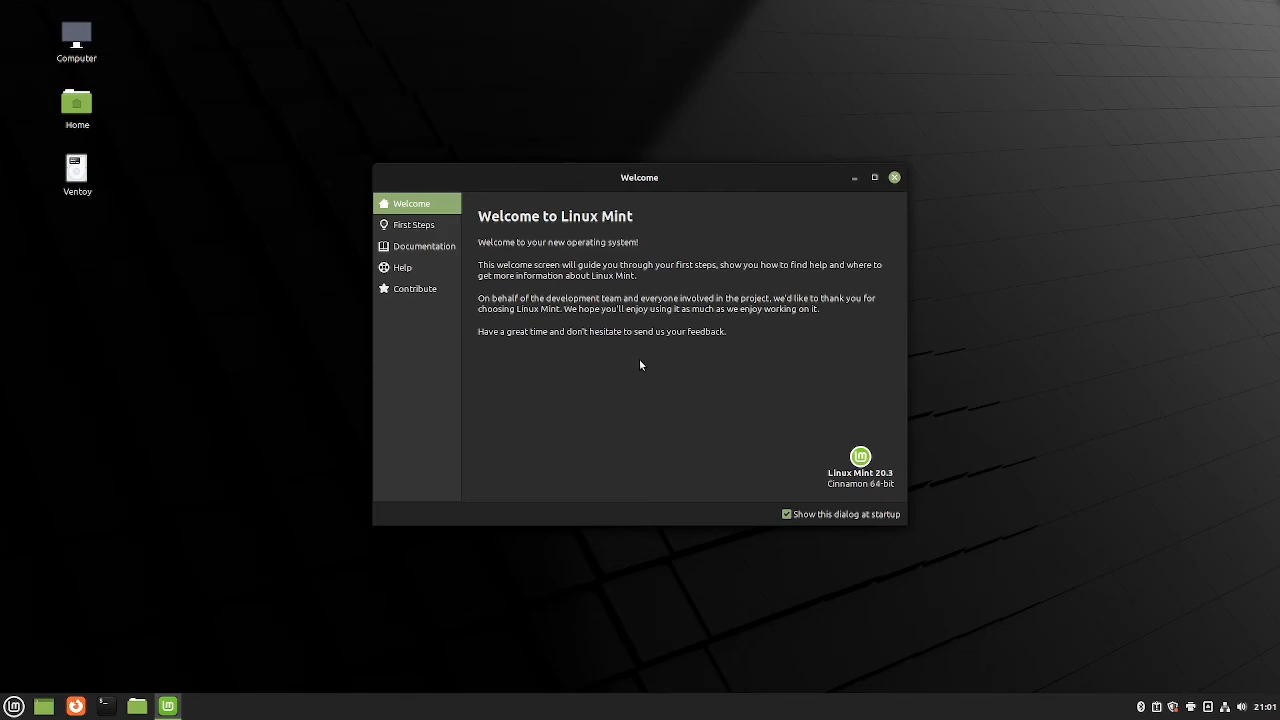 Computer
Home
Ventoy
Welcome
Welcome
First Steps
Documentation
Help
Contribute
Welcome to Linux Mint
Welcome to your new operating system!
This welcome screen will guide you through your first steps, show you how to find help and where to
get more information about Linux Mint.
On behalf of the development team and everyone involved in the project, we'd like to thank you for
choosing Linux Mint. We hope you'll enjoy using it as much as we enjoy working on it.
Have a great time and don't hesitate to send us your feedback.
Linux Mint 20.3
Cinnamon 64-bit
Show this dialog at startup
21:01